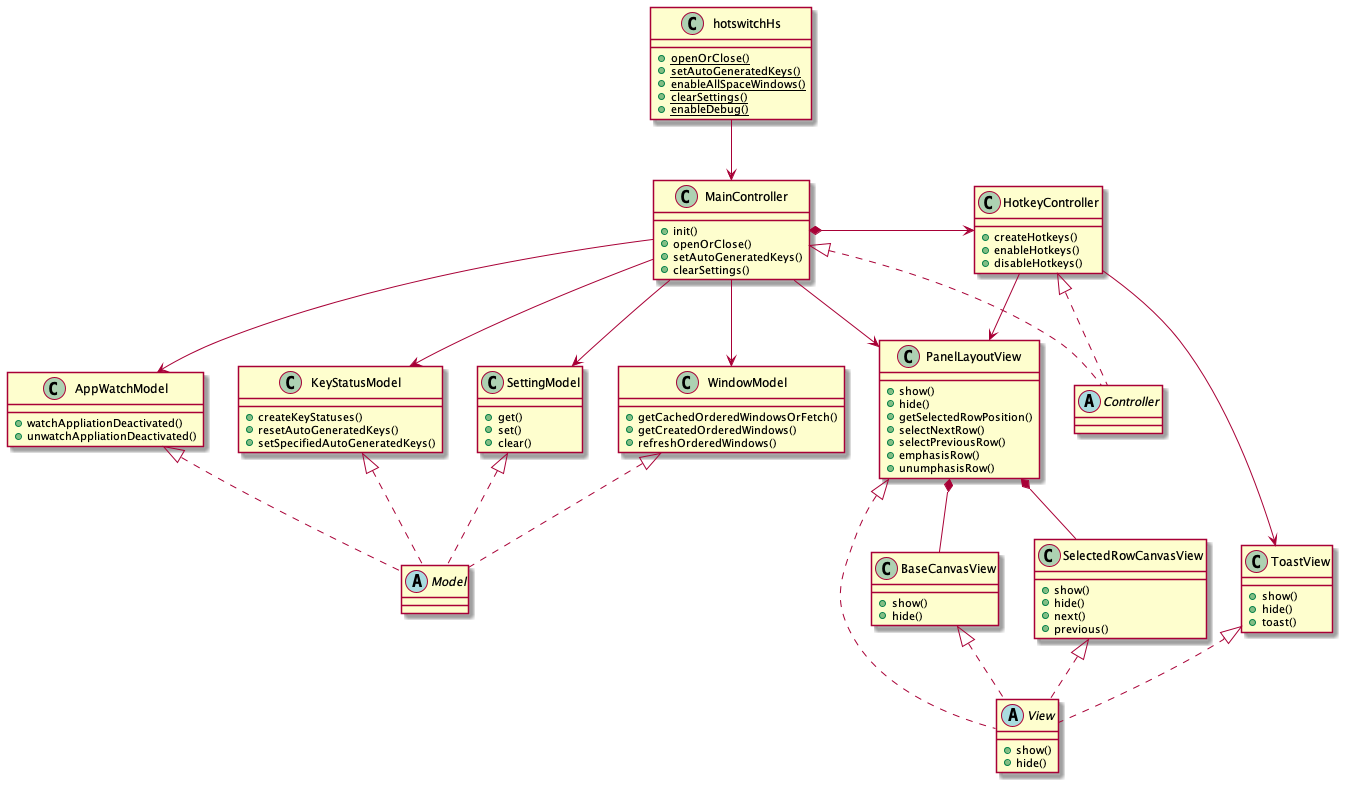 C hotswitchHs
openOrClose()
setAutoGeneratedKeys()
enableAllSpaceWindows()
clearSettings()
enableDebug()
C MainController
init()
openOrClose()
setAutoGeneratedKeys()
clearSettings()
C HotkeyController
createHotkeys()
enableHotkeys()
disableHotkeys()
C AppWatchModel
watchAppliationDeactivated()
unwatchAppliationDeactivated()
C KeyStatusModel
createKeyStatuses()
resetAutoGeneratedKeys()
setSpecifiedAutoGeneratedKeys()
C SettingModel
get()
set()
clear()
C WindowModel
getCachedOrderedWindowsOrFetch()
getCreatedOrderedWindows()
refreshOrderedWindows()
C PanelLayoutView
show()
hide()
getSelectedRowPosition()
selectNextRow()
selectPreviousRow()
emphasisRow()
unumphasisRow()
A Controller
A Model
C BaseCanvasView
show()
hide()
C SelectedRowCanvasView
show()
hide()
next()
previous()
C ToastView
show()
hide()
toast()
A View
show()
hide()